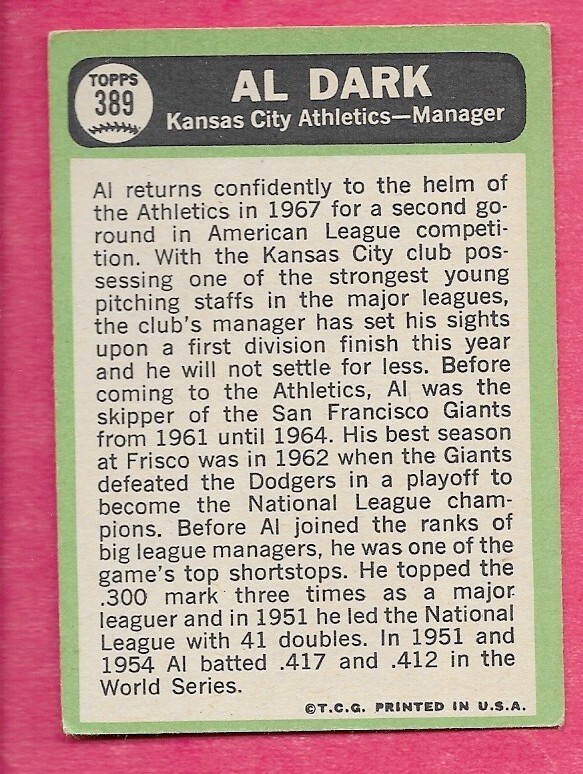 TOPPS
389
AL DARK
Kansas City Athletics—Manager
Al returns confidently to the helm of
the Athletics in 1967 for a second go-
round in American League competi-
tion. With the Kansas City club pos-
sessing one of the strongest young
pitching staffs in the major leagues,
the club's manager has set his sights
upon a first division finish this year
and he will not settle for less. Before
coming to the Athletics, Al was the
skipper of the San Francisco Giants
from 1961 until 1964. His best season
at Frisco was in 1962 when the Giants
defeated the Dodgers in a playoff to
become the National League cham-
pions. Before Al joined the ranks of
big league managers, he was one of the
game's top shortstops. He topped the
.300 mark three times as a major
leaguer and in 1951 he led the National
League with 41 doubles. In 1951 and
1954 Al batted .417 and .412 in the
World Series.
©T.C.G. PRINTED IN U.S.A.